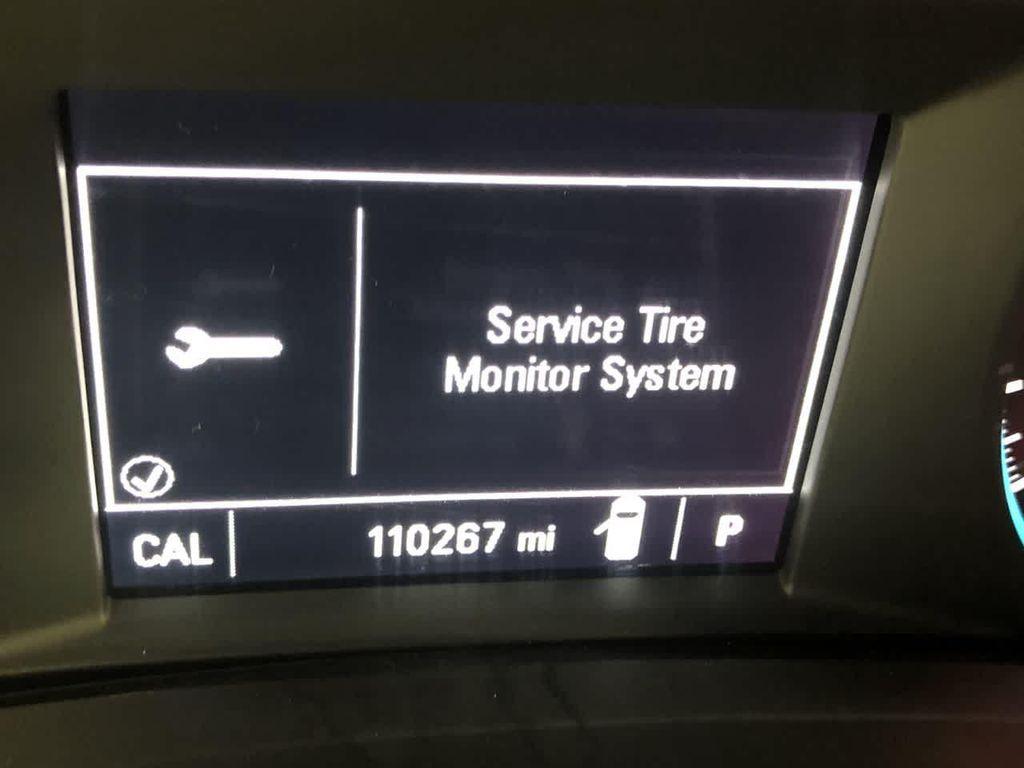 Service Tire
Monitor System
CAL 110267 mi P